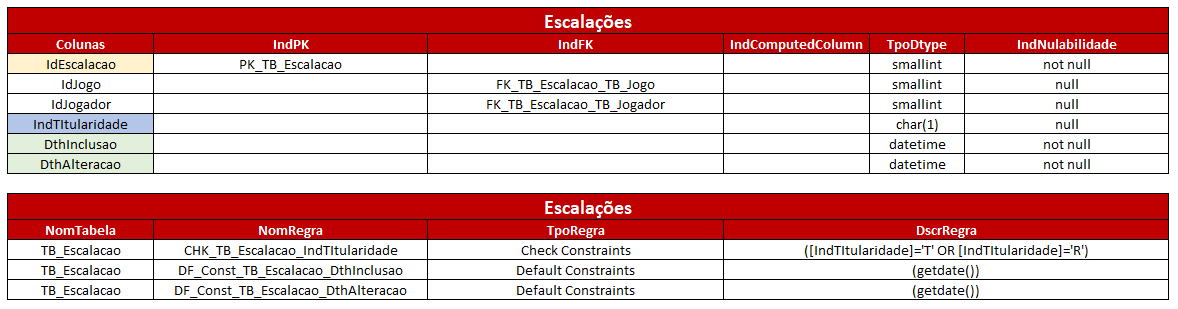 Escalações
Colunas IndPK IndFK IndComputedColumn TpoDtype IndNulabilidade
IdEscalacao PK_TB_Escalacao smallint not null
IdJogo FK_TB_Escalacao_TB_Jogo smallint null
IdJogador FK_TB_Escalacao_TB_Jogador smallint null
IndTItularidade char(1) null
DthInclusao datetime not null
DthAlteracao datetime not null
Escalações
NomTabela NomRegra TpoRegra DscrRegra
TB_Escalacao CHK_TB_Escalacao_IndTItularidade Check Constraints ([IndTItularidade]='T' OR [IndTItularidade]='R')
TB_Escalacao DF_Const_TB_Escalacao_DthInclusao Default Constraints (getdate())
TB_Escalacao DF_Const_TB_Escalacao_DthAlteracao Default Constraints (getdate())